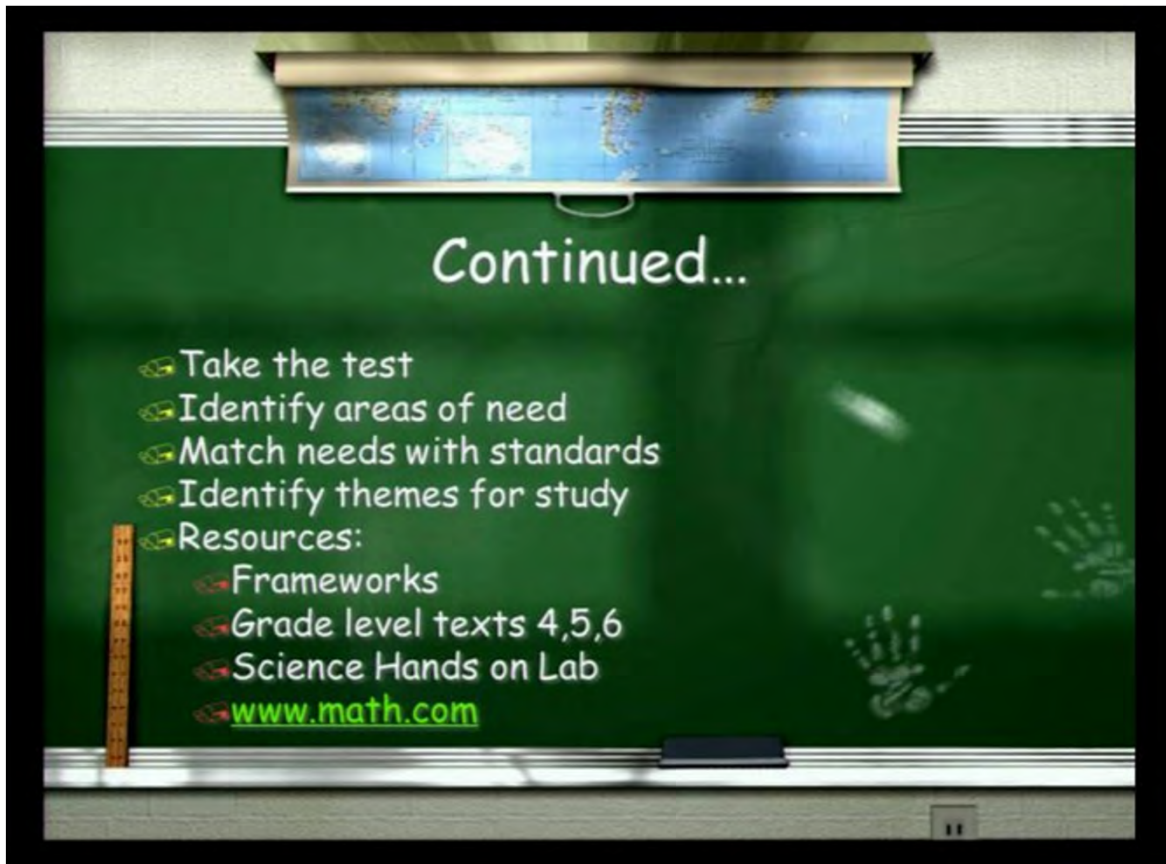 Continued...
Take the test
Identify areas of need
Match needs with standards
Identify themes for study
Resources:
Frameworks
Grade level texts 4,5,6
Science Hands on Lab
www.math.com